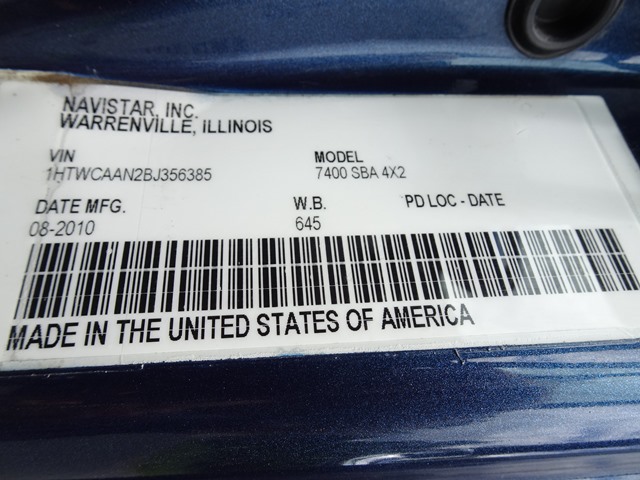 NAVISTAR, INC.
WARRENVILLE, ILLINOIS
VIN MODEL
1HTWCAAN2BJ356385 7400 SBA 4X2
DATE MFG. W.B. PD LOC - DATE
08-2010 645
MADE IN THE UNITED STATES OF AMERICA